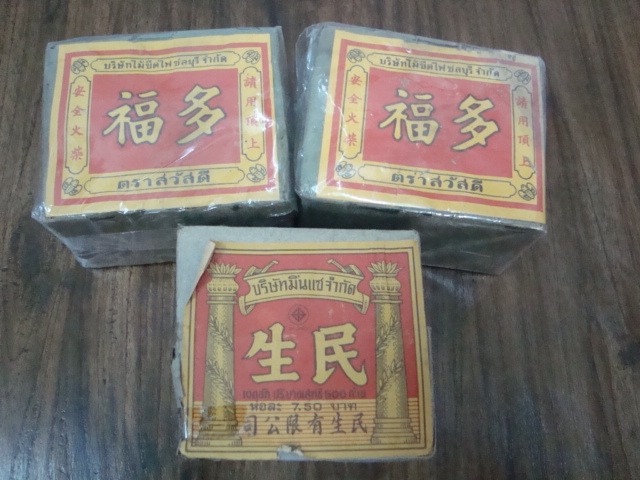 บริษัทไม้ขีดไฟชลบุรีจำกัด
多福
請用頂上
安全火柴
ตราสวัสดี
บริษัทไม้ขีดไฟชลบุรีจำกัด
多福
請用頂上
安全火柴
ตราสวัสดี
บริษัทมินแซจำกัด
民生
500
ห่อละ 7.50 บาท
民生有限公司